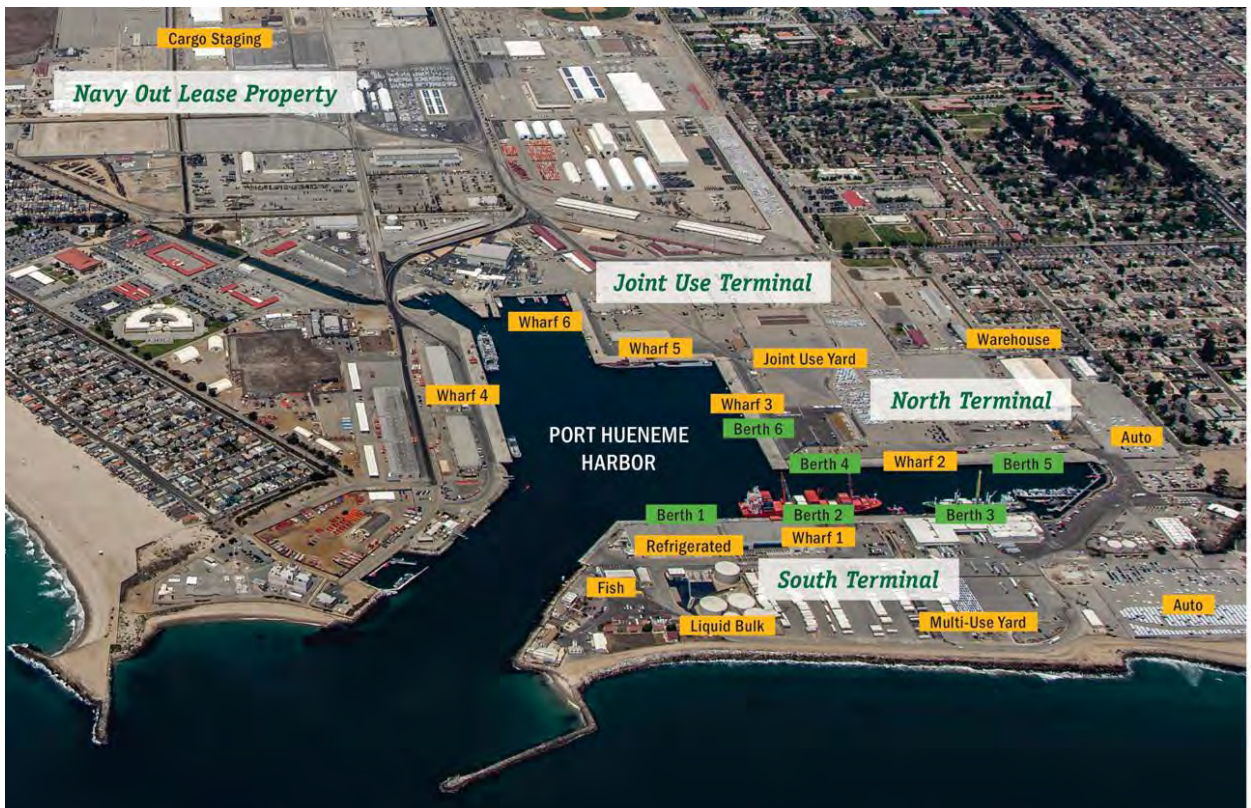 Cargo Staging
Navy Out Lease Property
Joint Use Terminal
Wharf 6
Wharf 5
Warehouse
Joint Use Yard
Wharf 4
Wharf 3
North Terminal
Berth 6
PORT HUENEME
HARBOR
Auto
Berth 4
Wharf 2
Berth 5
Berth 1
Berth 2
Berth 3
Wharf 1
Refrigerated
South Terminal
Fish
Liquid Bulk
Multi-Use Yard
Auto